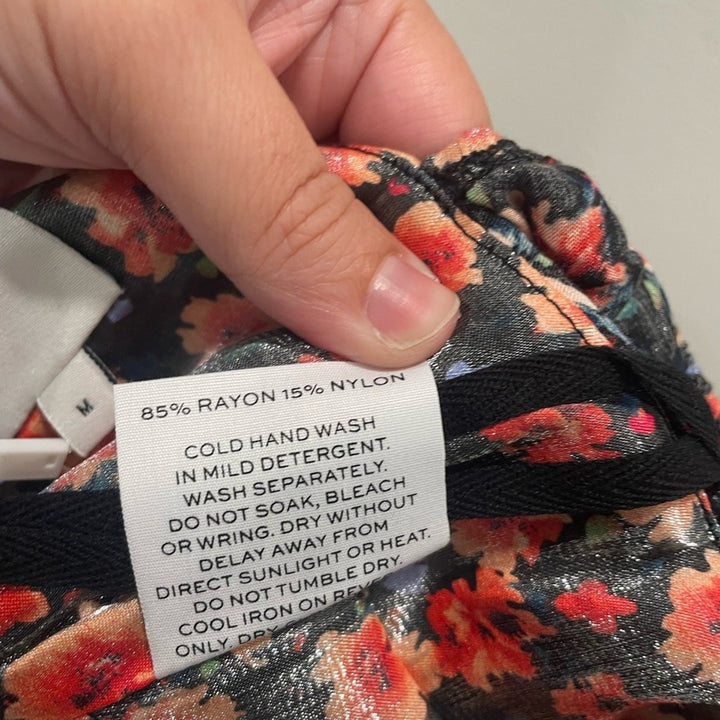 M
85% RAYON 15% NYLON
COLD HAND WASH
IN MILD DETERGENT.
WASH SEPARATELY.
DO NOT SOAK, BLEACH
OR WRING. DRY WITHOUT
DELAY AWAY FROM
DIRECT SUNLIGHT OR HEAT.
DO NOT TUMBLE DRY.
COOL IRON ON
ONLY.